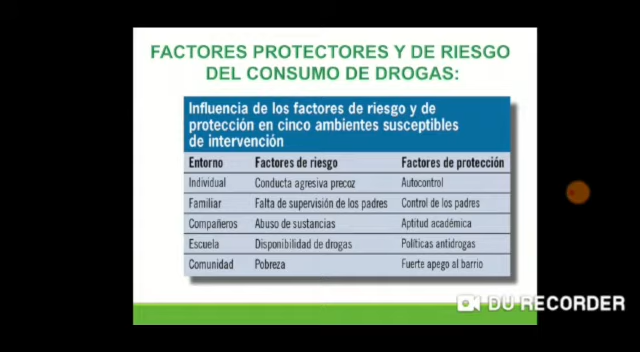 FACTORES PROTECTORES Y DE RIESGO
DEL CONSUMO DE DROGAS:
Influencia de los factores de riesgo y de
protección en cinco ambientes susceptibles
de intervención
Entorno Factores de riesgo Factores de protección
Individual Conducta agresiva precoz Autocontrol
Familiar Falta de supervisión de los padres Control de los padres
Compañeros Abuso de sustancias Aptitud académica
Escuela Disponibilidad de drogas Políticas antidrogas
Comunidad Pobreza Fuerte apego al barrio
DU RECORDER